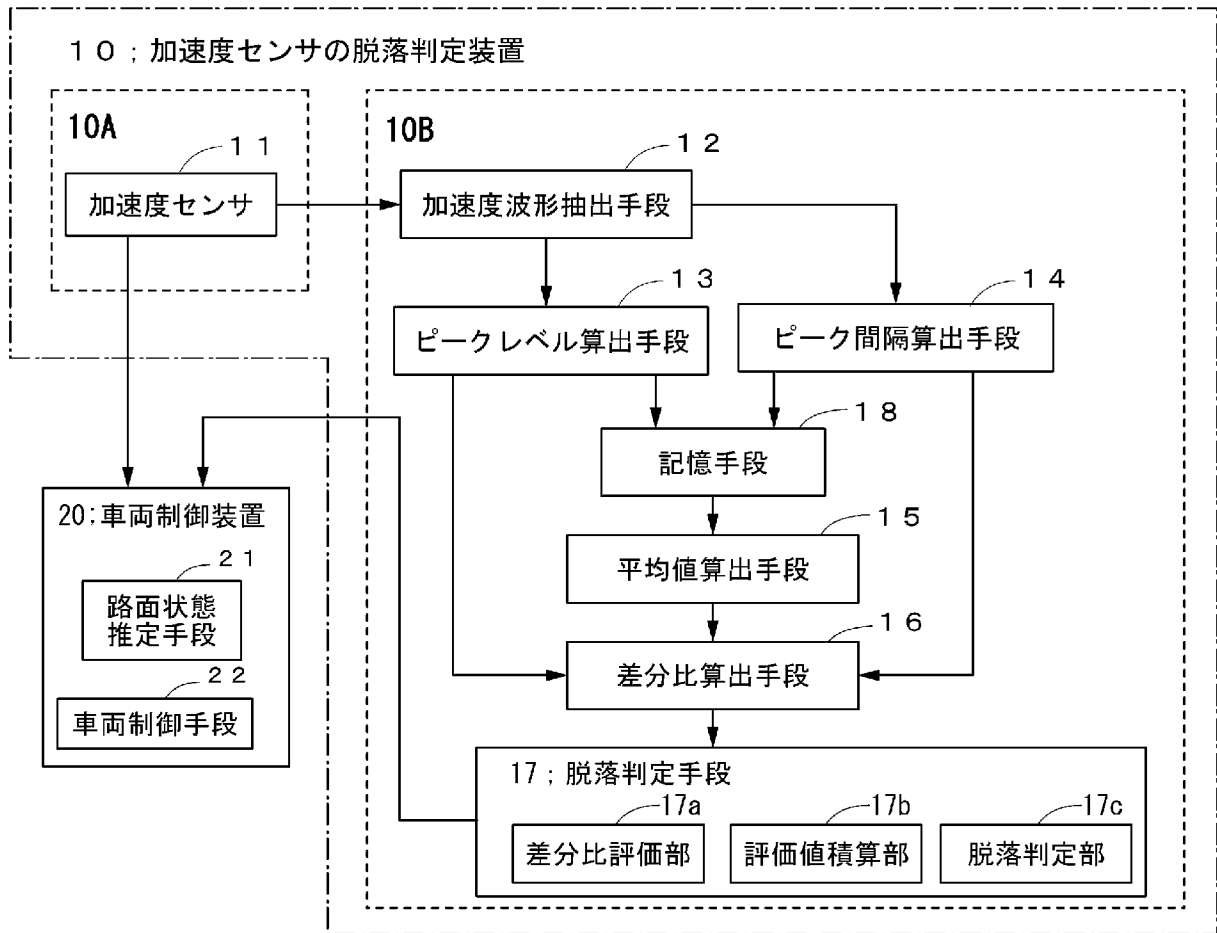 １０；加速度センサの脱落判定装置
10A
１１
加速度センサ
10B
１２
加速度波形抽出手段
１３
ピークレベル算出手段
１４
ピーク間隔算出手段
１８
記憶手段
１５
平均値算出手段
１６
差分比算出手段
20;車両制御装置
２１
路面状態
推定手段
２２
車両制御手段
17；脱落判定手段
17a
差分比評価部
17b
評価値積算部
17c
脱落判定部